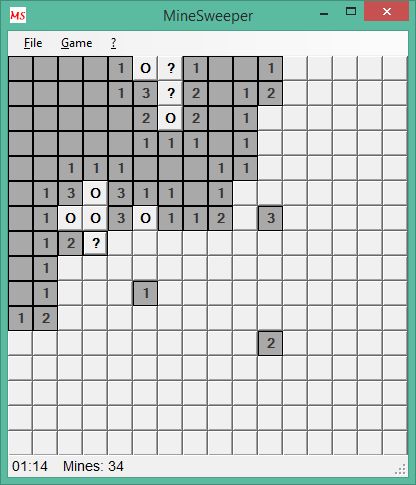 MS MineSweeper
File Game ?
1 O ? 1 1
1 3 ? 2 1 2
2 O 2 1
1 1 1 1
1 1 1 1 1
1 3 O 3 1 1 1
1 O O 3 O 1 1 2 3
1 2 ?
1
1 1
1 2
2
01:14 Mines: 34